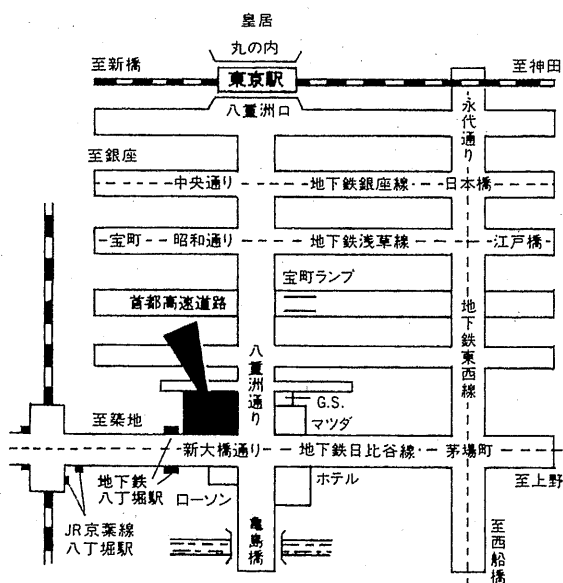 皇居
丸の内
至新橋
東京駅
至神田
八重洲口
永代通り
至銀座
中央通り
地下鉄銀座線
日本橋
宝町
昭和通り
地下鉄浅草線
江戸橋
宝町ランプ
首都高速道路
地下鉄東西線
八重洲通り
G.S.
マツダ
至築地
新大橋通り
地下鉄日比谷線
茅場町
地下鉄
八丁堀駅
ローソン
ホテル
至上野
JR京葉線
八丁堀駅
亀島橋
至西船橋